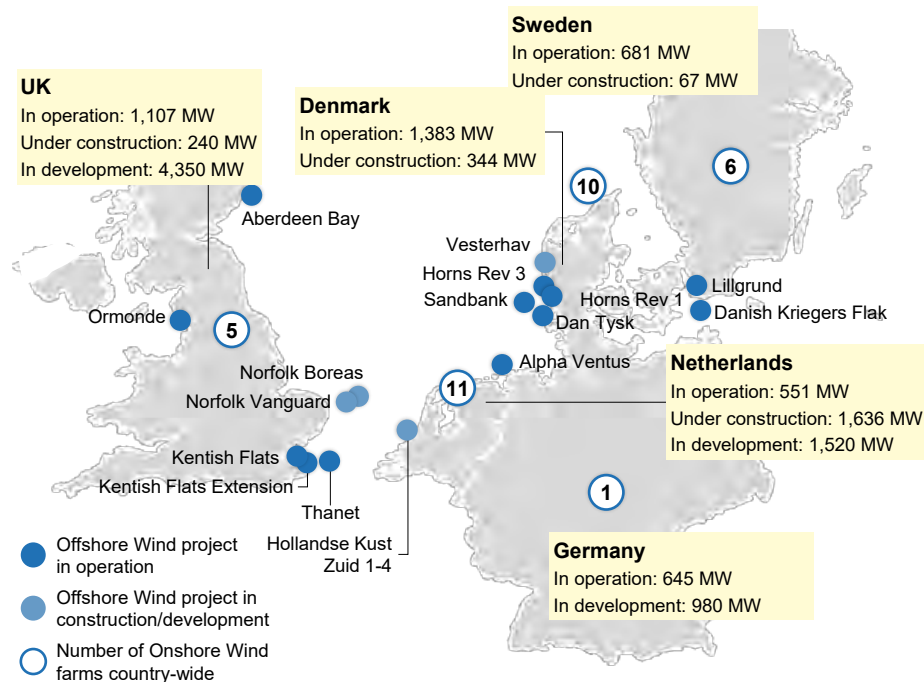 Sweden
In operation: 681 MW
Under construction: 67 MW
UK
In operation: 1,107 MW
Under construction: 240 MW
In development: 4,350 MW
Denmark
In operation: 1,383 MW
Under construction: 344 MW
6
10
Aberdeen Bay
Vesterhav
Horns Rev 3
Sandbank
Horns Rev 1
Dan Tysk
Lillgrund
Danish Kriegers Flak
Ormonde
5
Alpha Ventus
Norfolk Boreas
Norfolk Vanguard
11
Netherlands
In operation: 551 MW
Under construction: 1,636 MW
In development: 1,520 MW
Kentish Flats
Kentish Flats Extension
Thanet
Hollandse Kust
Zuid 1-4
1
Germany
In operation: 645 MW
In development: 980 MW
Offshore Wind project
in operation
Offshore Wind project in
construction/development
Number of Onshore Wind
farms country-wide